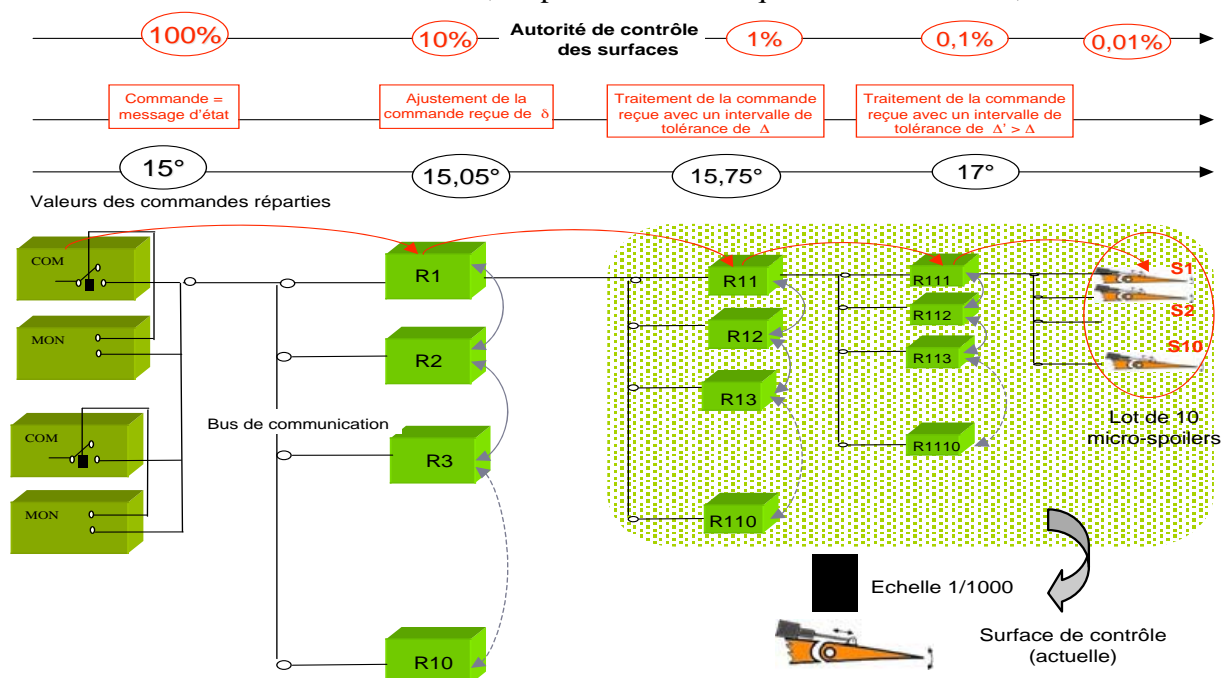 100%
10%
Autorité de contrôle
des surfaces
1%
0,1%
0,01%
Commande =
message d'état
Ajustement de la
commande reçue de δ
Traitement de la commande
reçue avec un intervalle de
tolérance de Δ
Traitement de la commande
reçue avec un intervalle de
tolérance de Δ' > Δ
15°
15,05°
15,75°
17°
Valeurs des commandes réparties
COM
MON
COM
MON
Bus de communication
R1
R2
R3
R10
R11
R12
R13
R110
R111
R112
R113
R1110
S1
S2
S10
Lot de 10
micro-spoilers
Echelle 1/1000
Surface de contrôle
(actuelle)